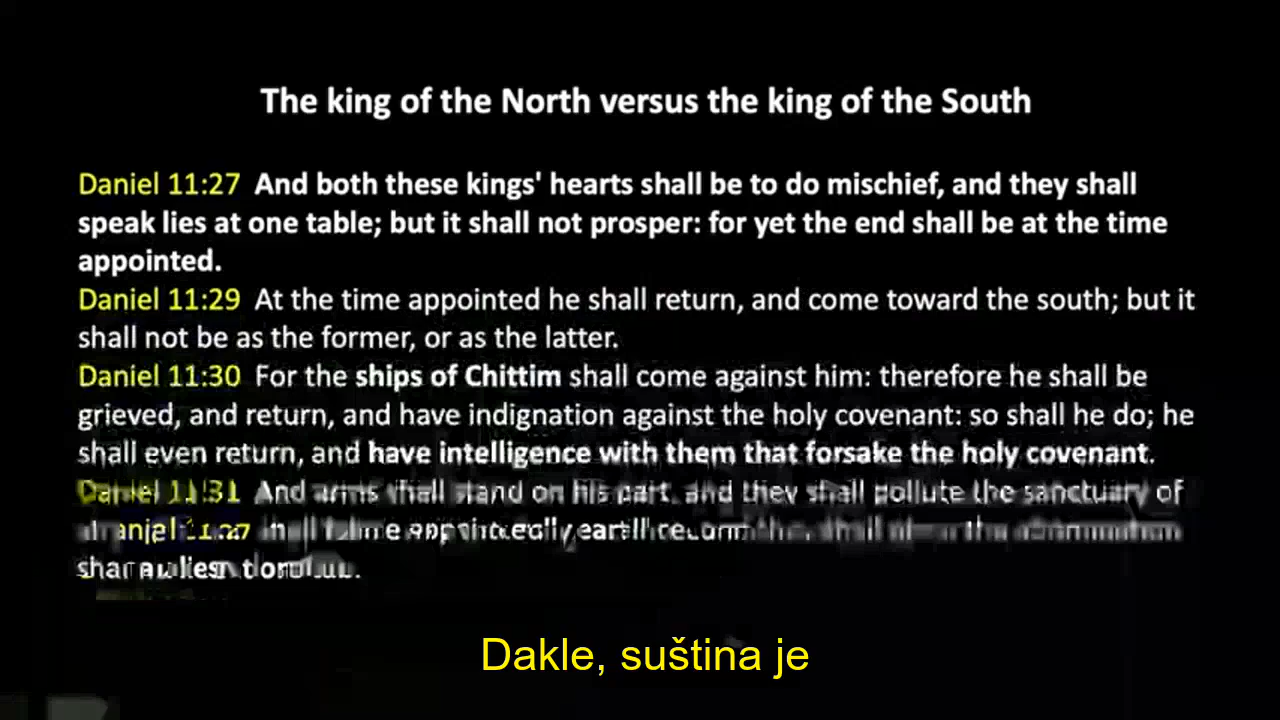 The king of the North versus the king of the South
Daniel 11:27 And both these kings' hearts shall be to do mischief, and they shall
speak lies at one table; but it shall not prosper: for yet the end shall be at the time
appointed.
Daniel 11:29 At the time appointed he shall return, and come toward the south; but it
shall not be as the former, or as the latter.
Daniel 11:30 For the ships of Chittim shall come against him: therefore he shall be
grieved, and return, and have indignation against the holy covenant: so shall he do; he
shall even return, and have intelligence with them that forsake the holy covenant.
Daniel 11:31 And arms shall stand on his part, and they shall pollute the sanctuary of
Dakle, suština je